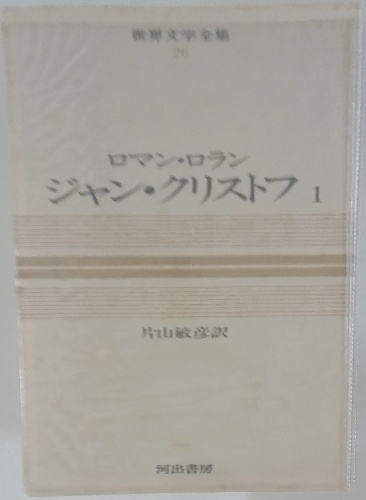 世界文学全集
26
ロマン・ロラン
ジャン・クリストフ 1
片山敏彦訳
河出書房